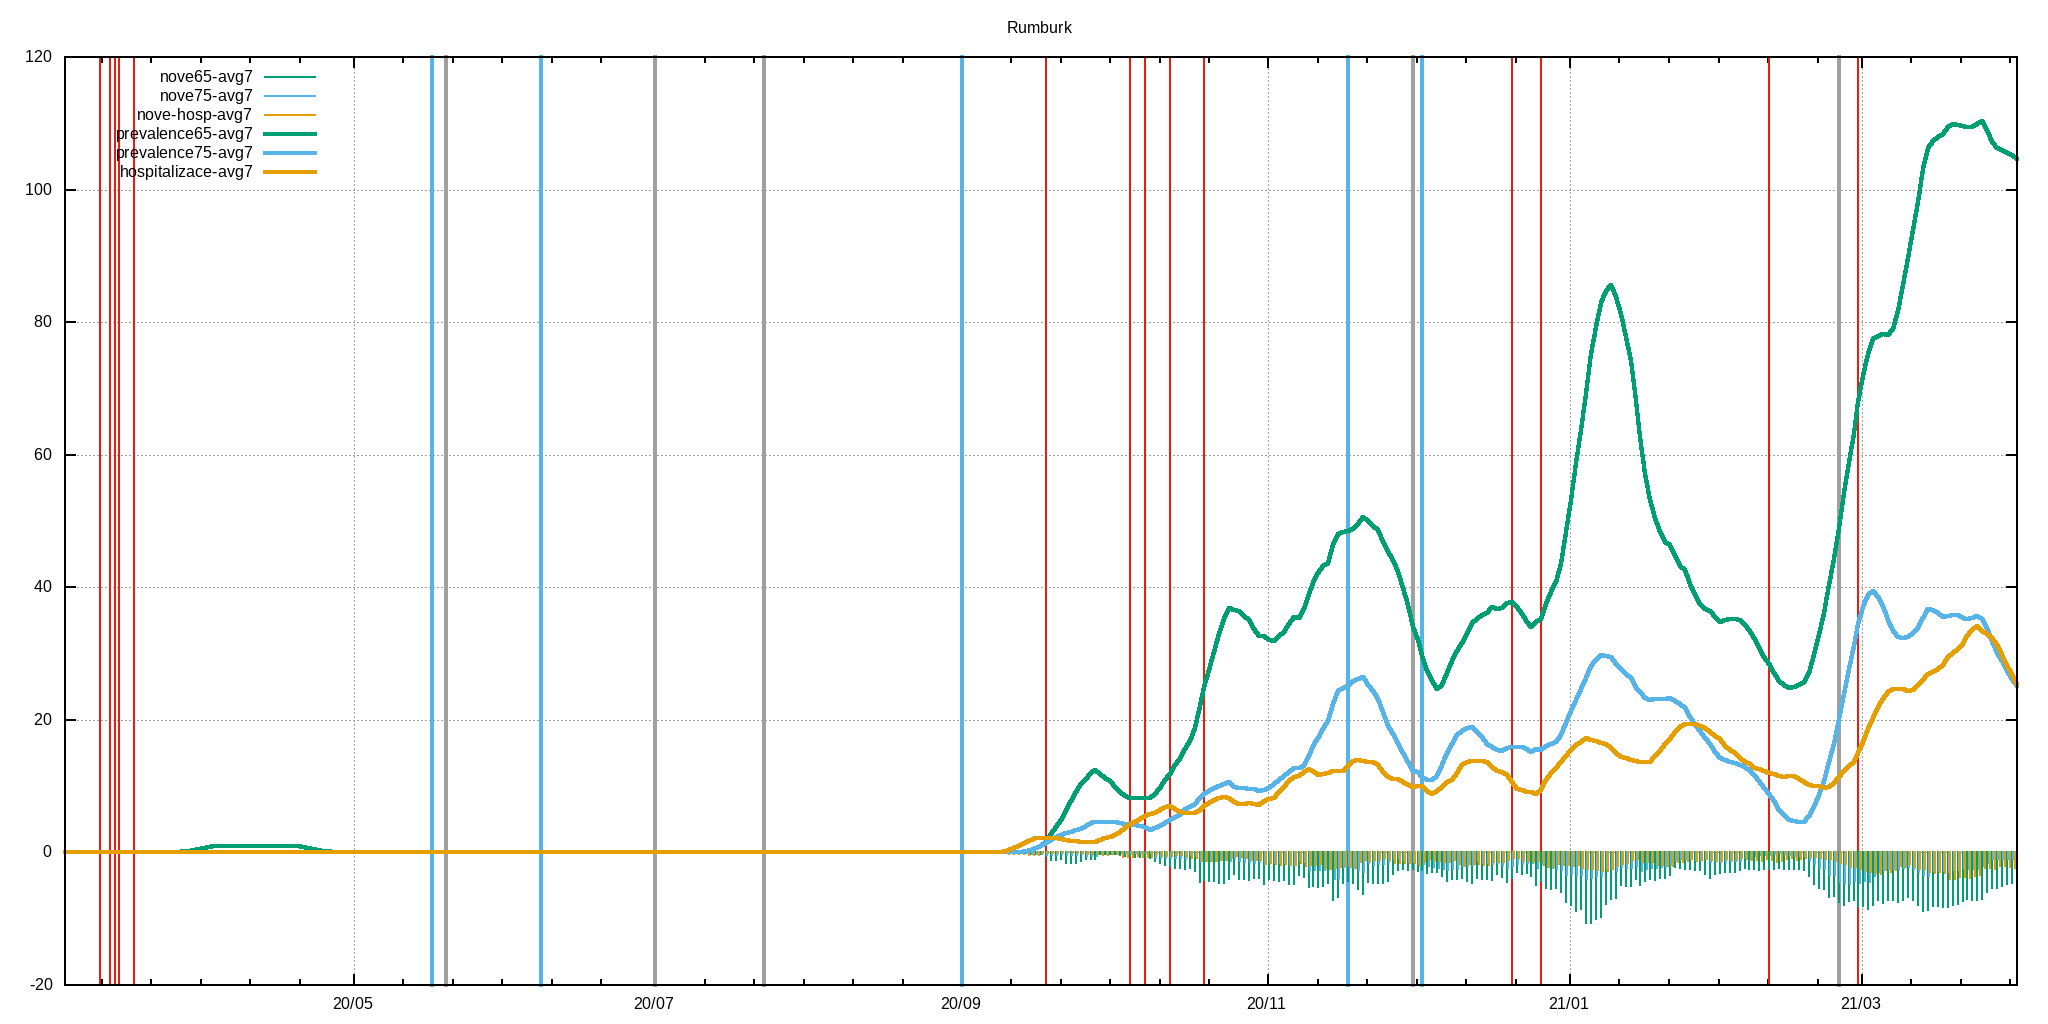 Rumburk
120
100
80
60
40
20
0
-20
nove65-avg7
nove75-avg7
nove-hosp-avg7
prevalence65-avg7
prevalence75-avg7
hospitalizace-avg7
20/05 20/07 20/09 20/11 21/01 21/03